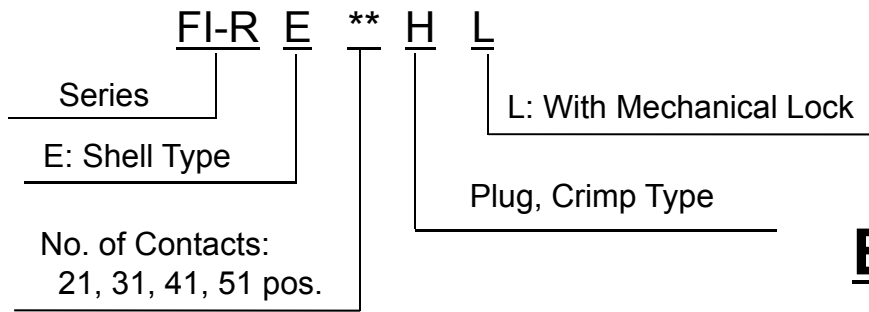 FI-R E ** H L
Series
L: With Mechanical Lock
E: Shell Type
Plug, Crimp Type
No. of Contacts:
21, 31, 41, 51 pos.